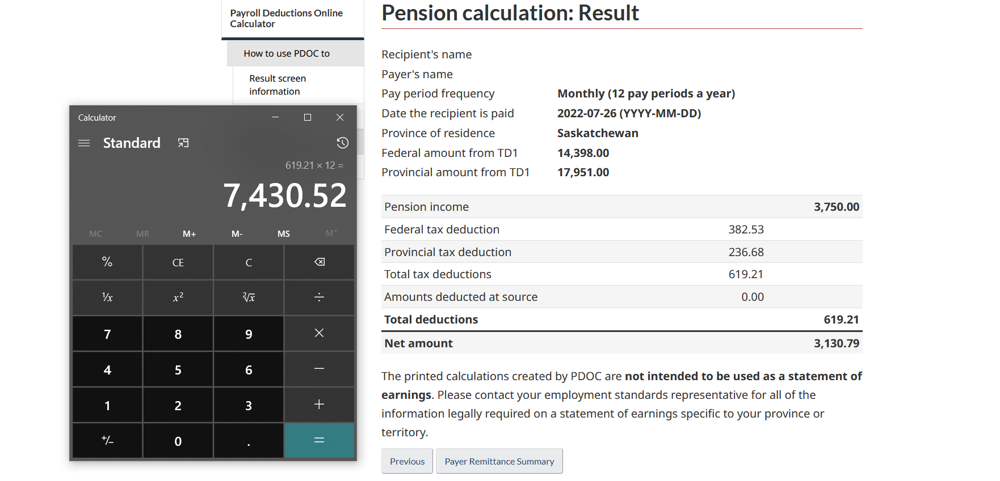 Payroll Deductions Online
Calculator
How to use PDOC to
Result screen
information
Calculator
Standard
619.21 × 12 =
7,430.52
MC MR M+ M- MS M˅
% CE C
¹/x x² ²√x ÷
7 8 9 ×
4 5 6 −
1 2 3 +
+/− 0 . =
Pension calculation: Result
Recipient's name
Payer's name
Pay period frequency Monthly (12 pay periods a year)
Date the recipient is paid 2022-07-26 (YYYY-MM-DD)
Province of residence Saskatchewan
Federal amount from TD1 14,398.00
Provincial amount from TD1 17,951.00
Pension income 3,750.00
Federal tax deduction 382.53
Provincial tax deduction 236.68
Total tax deductions 619.21
Amounts deducted at source 0.00
Total deductions 619.21
Net amount 3,130.79
The printed calculations created by PDOC are not intended to be used as a statement of
earnings. Please contact your employment standards representative for all of the
information legally required on a statement of earnings specific to your province or
territory.
Previous Payer Remittance Summary